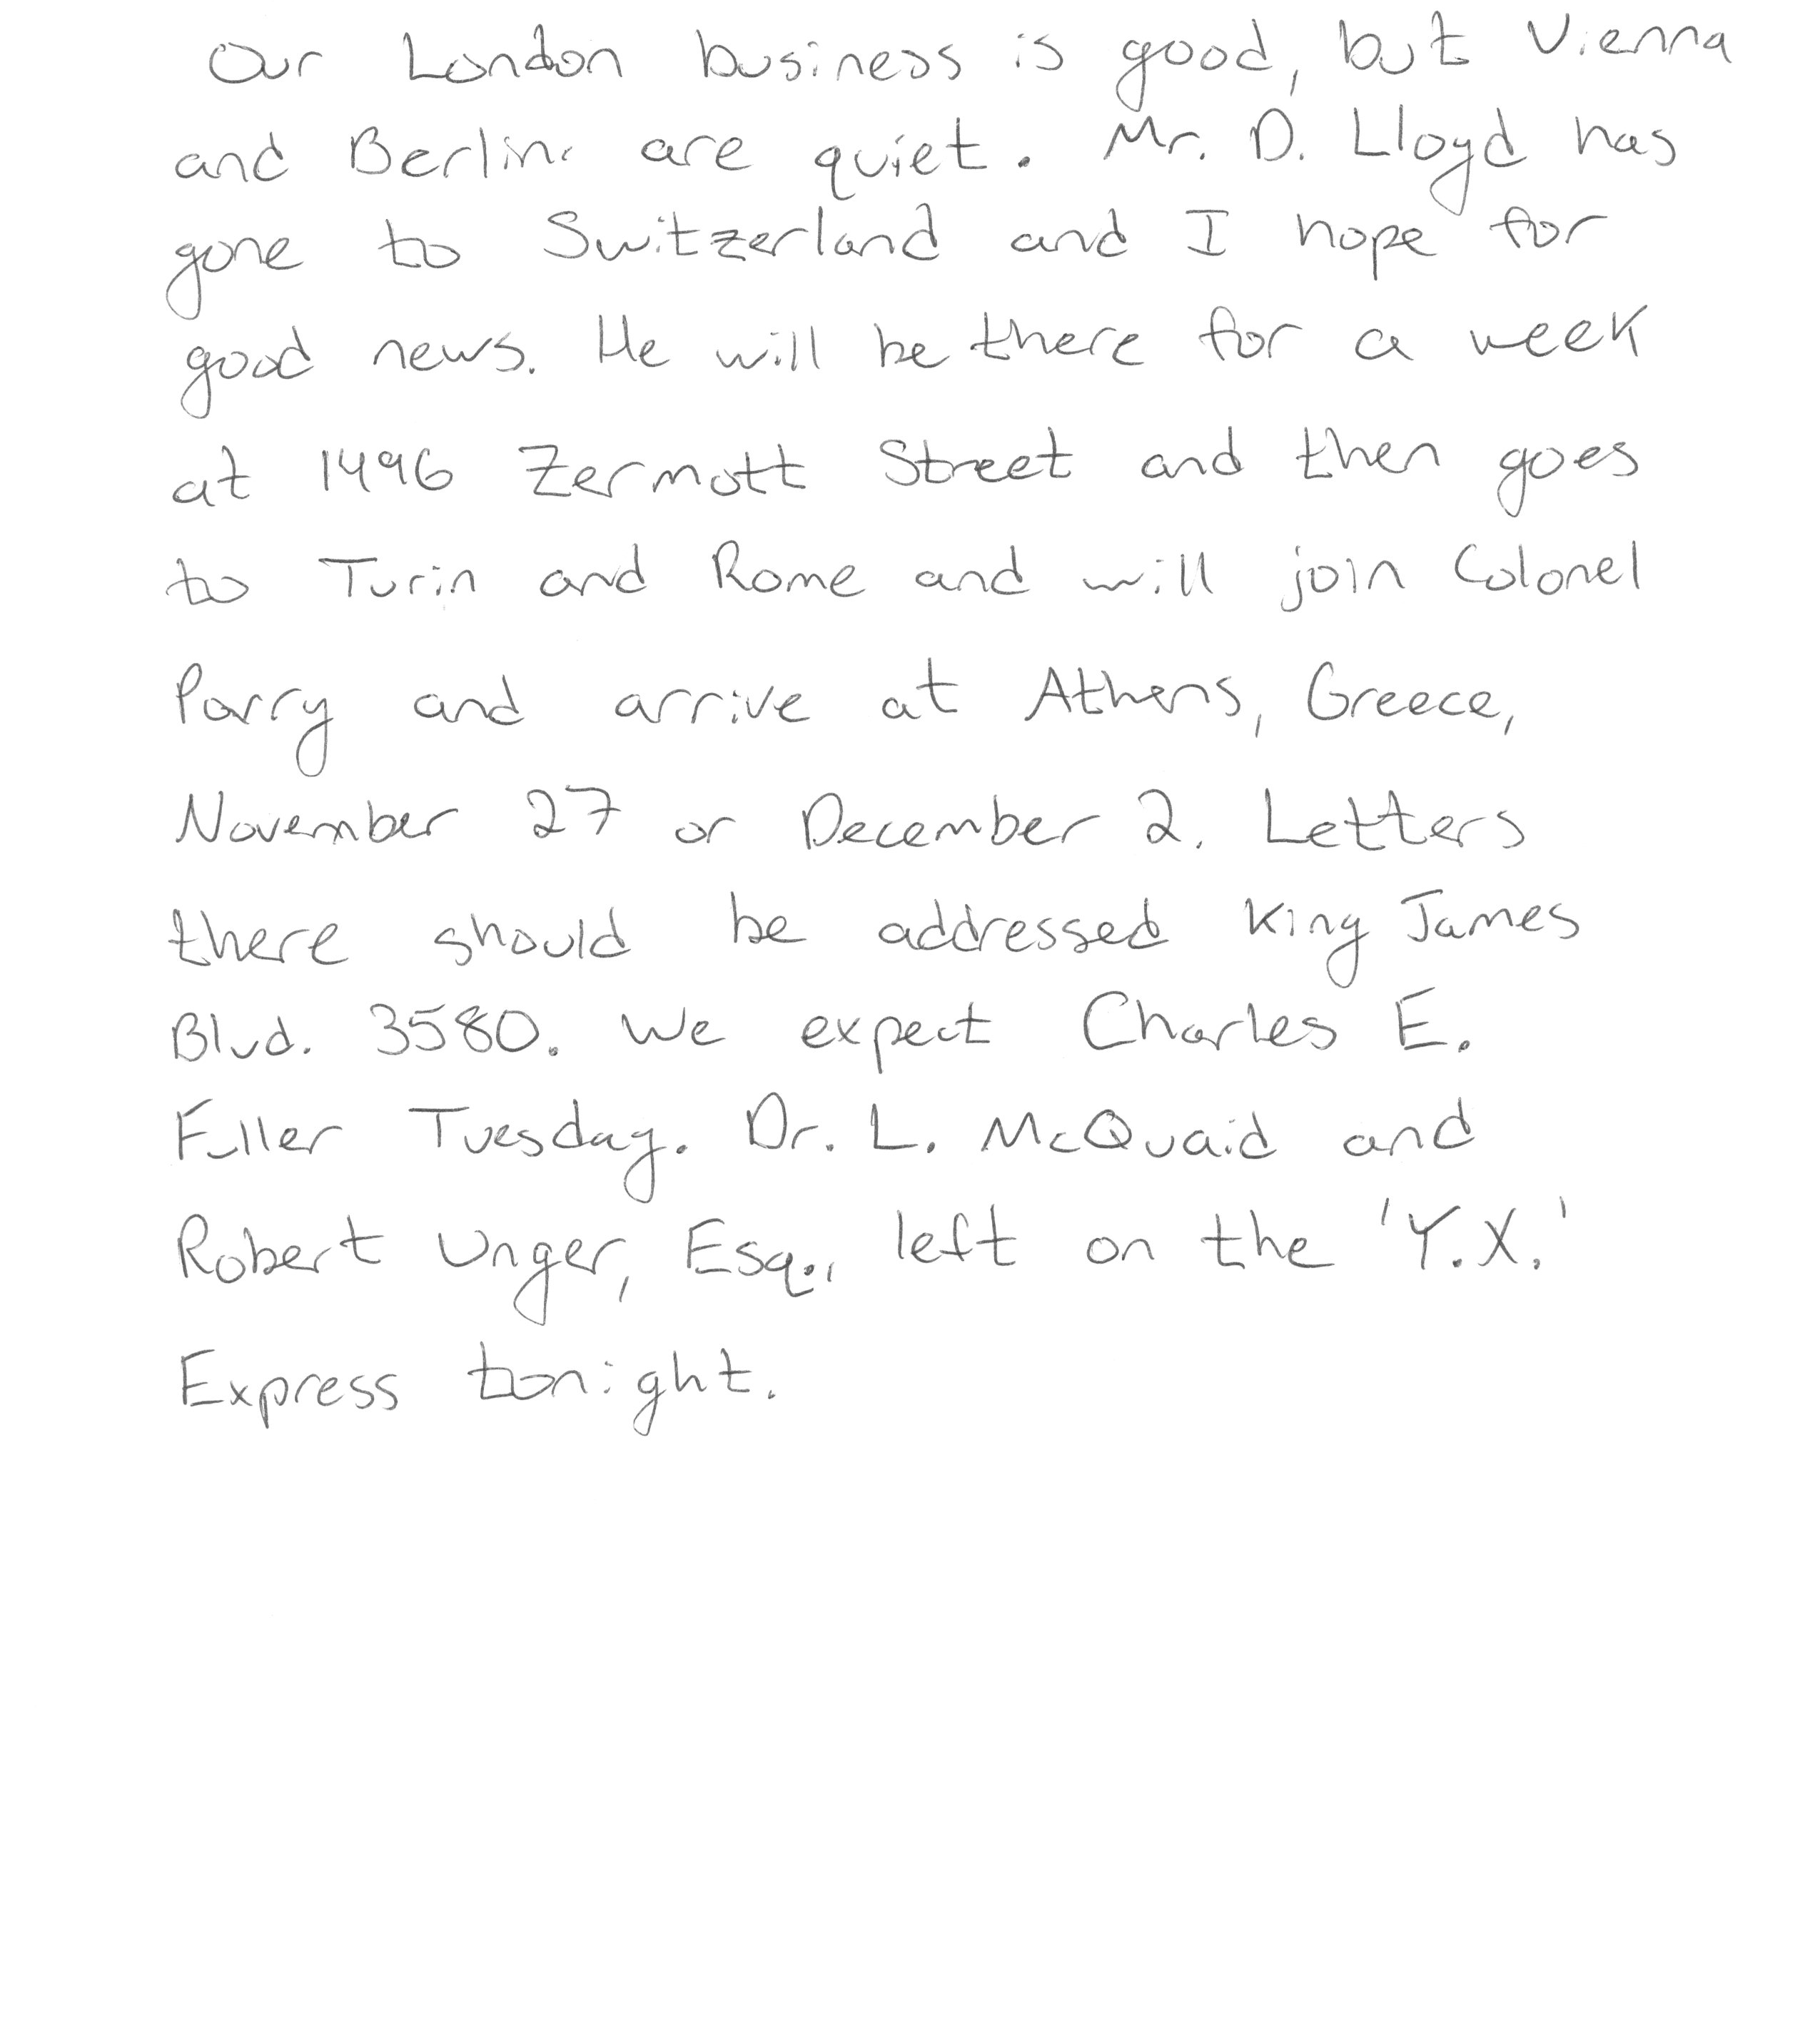 Our London business is good, but Vienna
and Berlin are quiet. Mr. D. Lloyd has
gone to Switzerland and I hope for
good news. He will be there for a week
at 1496 Zermott Street and then goes
to Turin and Rome and will join Colonel
Parry and arrive at Athens, Greece,
November 27 or December 2. Letters
there should be addressed King James
Blvd. 3580. We expect Charles E.
Fuller Tuesday. Dr. L. McQuaid and
Robert Unger, Esq., left on the 'Y.X.'
Express tonight.